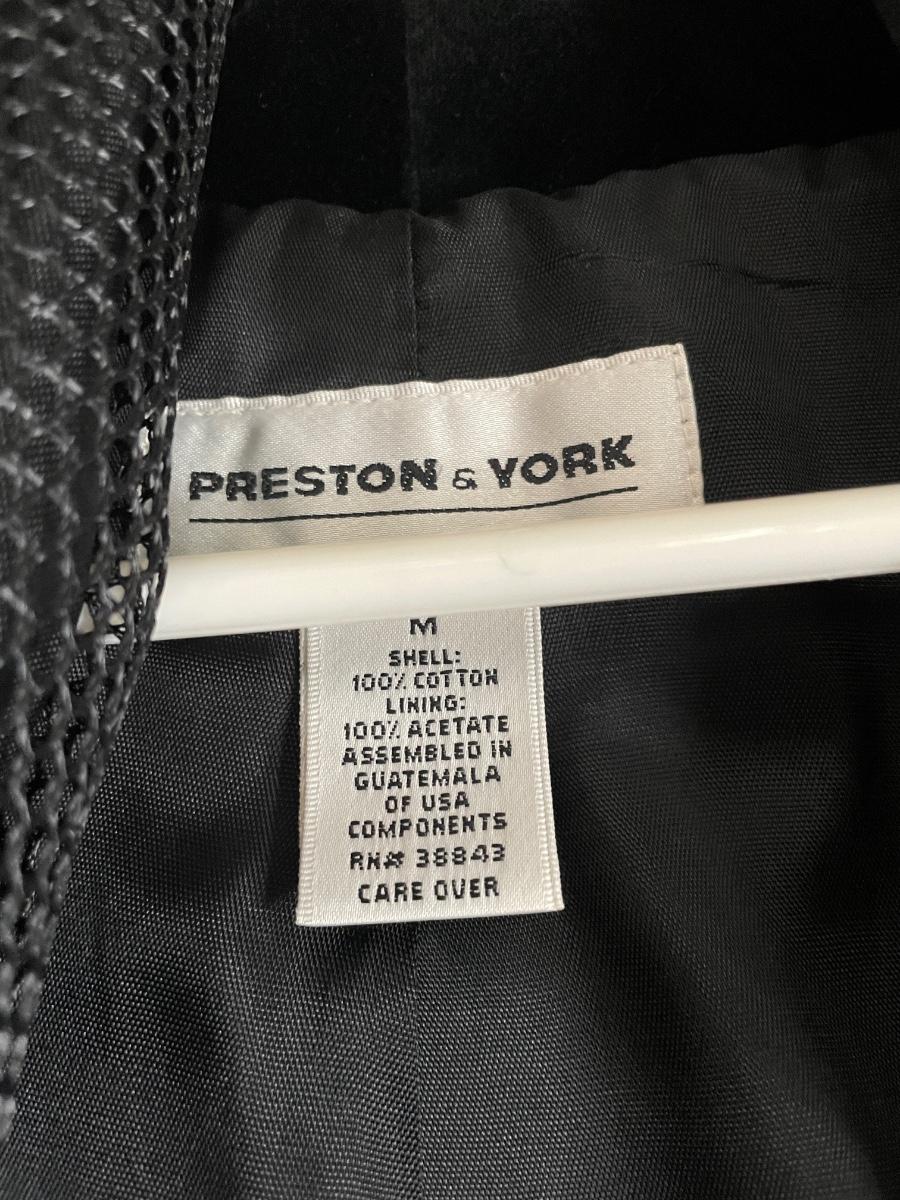 PRESTON & YORK
M
SHELL:
100% COTTON
LINING:
100% ACETATE
ASSEMBLED IN
GUATEMALA
OF USA
COMPONENTS
RN# 38843
CARE OVER